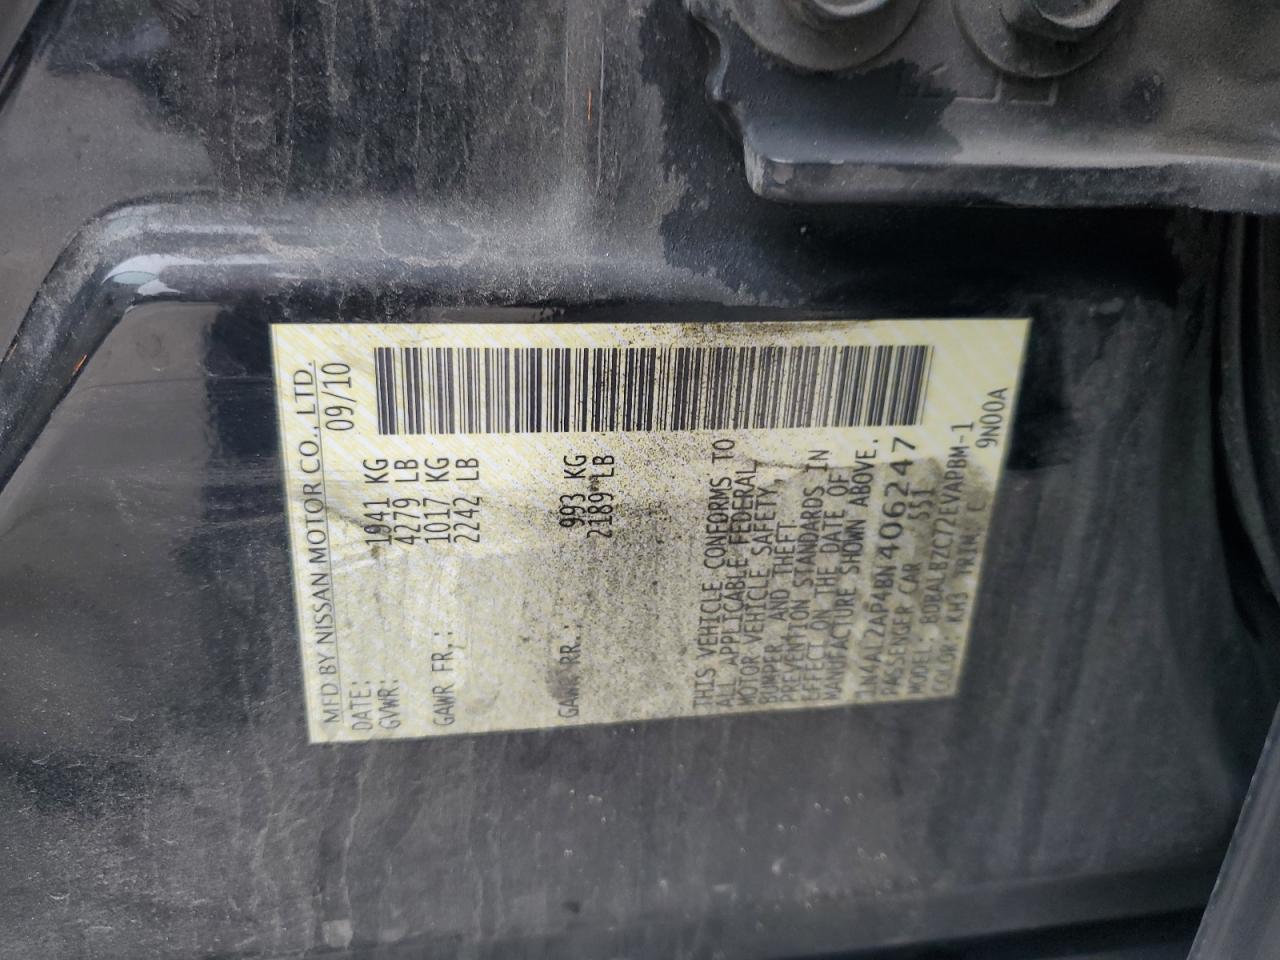 MFD BY NISSAN MOTOR CO., LTD.
DATE: 09/10
GVWR: 1941 KG
4279 LB
GAWR FR.: 1017 KG
2242 LB
GAWR RR.: 993 KG
2189 LB
THIS VEHICLE CONFORMS TO
ALL APPLICABLE FEDERAL
MOTOR VEHICLE SAFETY,
BUMPER AND THEFT
PREVENTION STANDARDS IN
EFFECT ON THE DATE OF
MANUFACTURE SHOWN ABOVE.
1N4AL2AP4BN406247
PASSENGER CAR SS1
MODEL: BDBALBZC72EVAPBM-1
COLOR: KH3 TRIM: C 9N00A